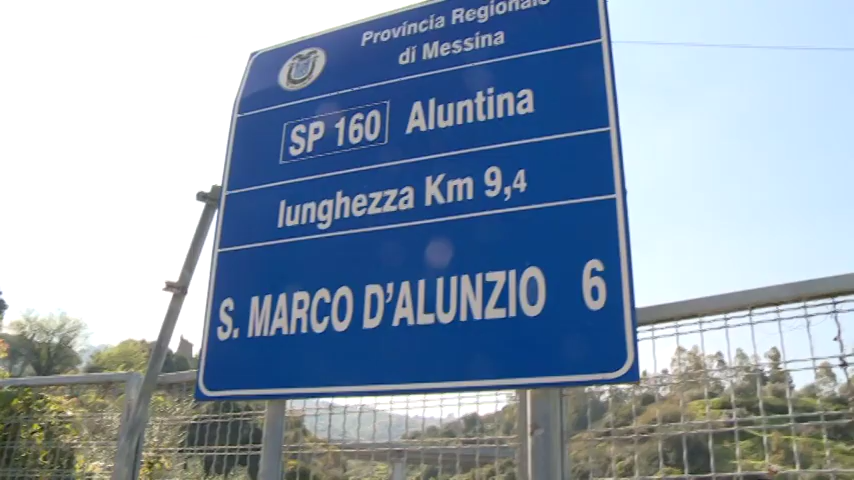 Provincia Regionale
di Messina
SP 160 Aluntina
lunghezza Km 9,4
S. MARCO D'ALUNZIO 6